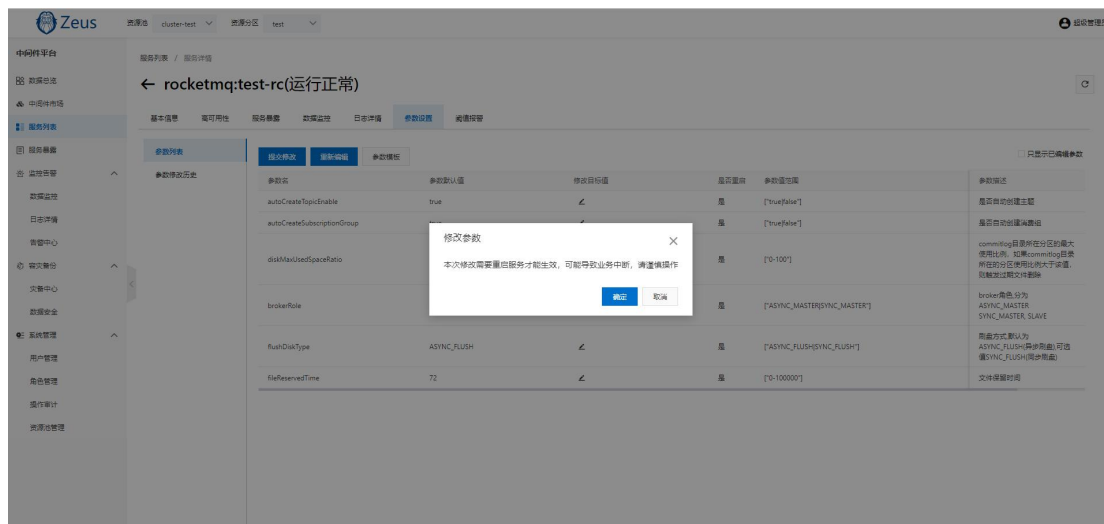 Zeus
资源池 cluster-test 资源分区 test
超级管理员
中间件平台
数据总览
中间件市场
服务列表
服务暴露
监控告警
数据监控
日志详情
告警中心
容灾备份
灾备中心
数据安全
系统管理
用户管理
角色管理
操作审计
资源池管理
服务列表 / 服务详情
← rocketmq:test-rc(运行正常)
基本信息 高可用性 服务暴露 数据监控 日志详情 参数设置 阈值报警
参数列表
参数修改历史
提交修改 重新编辑 参数模板
只显示已编辑参数
参数名 参数默认值 修改目标值 是否重启 参数值范围 参数描述
autoCreateTopicEnable true 是 ["true|false"] 是否自动创建主题
autoCreateSubscriptionGroup 是 ["true|false"] 是否自动创建消费组
diskMaxUsedSpaceRatio 是 ["0-100"]
commitlog目录所在分区的最大
使用比例，如果commitlog目录
所在的分区使用比例大于该值，
则触发过期文件删除
brokerRole 是 ["ASYNC_MASTER|SYNC_MASTER"]
broker角色,分为
ASYNC_MASTER
SYNC_MASTER, SLAVE
flushDiskType ASYNC_FLUSH 是 ["ASYNC_FLUSH|SYNC_FLUSH"]
刷盘方式,默认为
ASYNC_FLUSH(异步刷盘),可选
值SYNC_FLUSH(同步刷盘)
fileReservedTime 72 是 ["0-100000"] 文件保留时间
修改参数
本次修改需要重启服务才能生效，可能导致业务中断，请谨慎操作
确定 取消